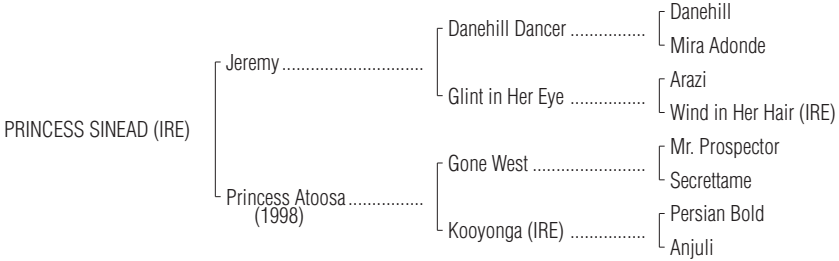 Danehill
Danehill Dancer ................
Mira Adonde
Jeremy .............................
Arazi
Glint in Her Eye ................
Wind in Her Hair (IRE)
PRINCESS SINEAD (IRE)
Mr. Prospector
Gone West .......................
Secrettame
Princess Atoosa ................
(1998)
Persian Bold
Kooyonga (IRE) ................
Anjuli